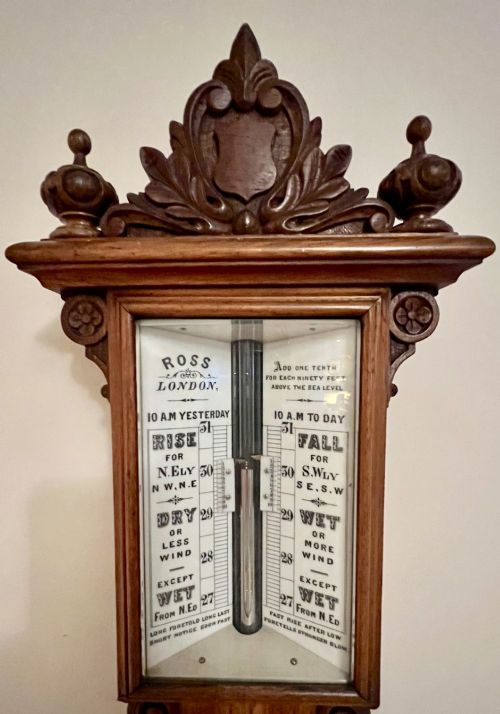 ROSS
LONDON,
10 A.M YESTERDAY
31
RISE
FOR
N.ELY
N W, N.E
30
DRY
OR
LESS
WIND
29
28
EXCEPT
WET
FROM N.ED
27
LONG FORETOLD LONG LAST
SHORT NOTICE SOON PAST
ADD ONE TENTH
FOR EACH NINETY FEET
ABOVE THE SEA LEVEL
10 A.M TO DAY
31
FALL
FOR
S.WLY
S E, S.W
30
WET
OR
MORE
WIND
29
28
EXCEPT
WET
FROM N.ED
27
FAST RISE AFTER LOW
FORETELLS STRONGER BLOW